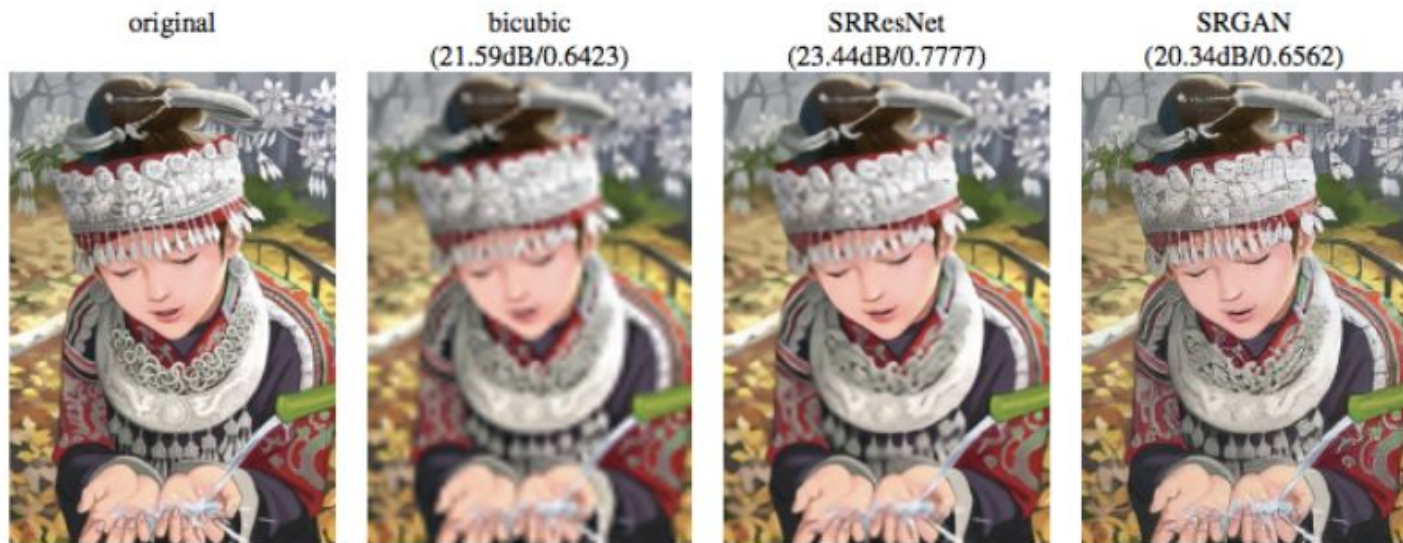 original
bicubic
(21.59dB/0.6423)
SRResNet
(23.44dB/0.7777)
SRGAN
(20.34dB/0.6562)